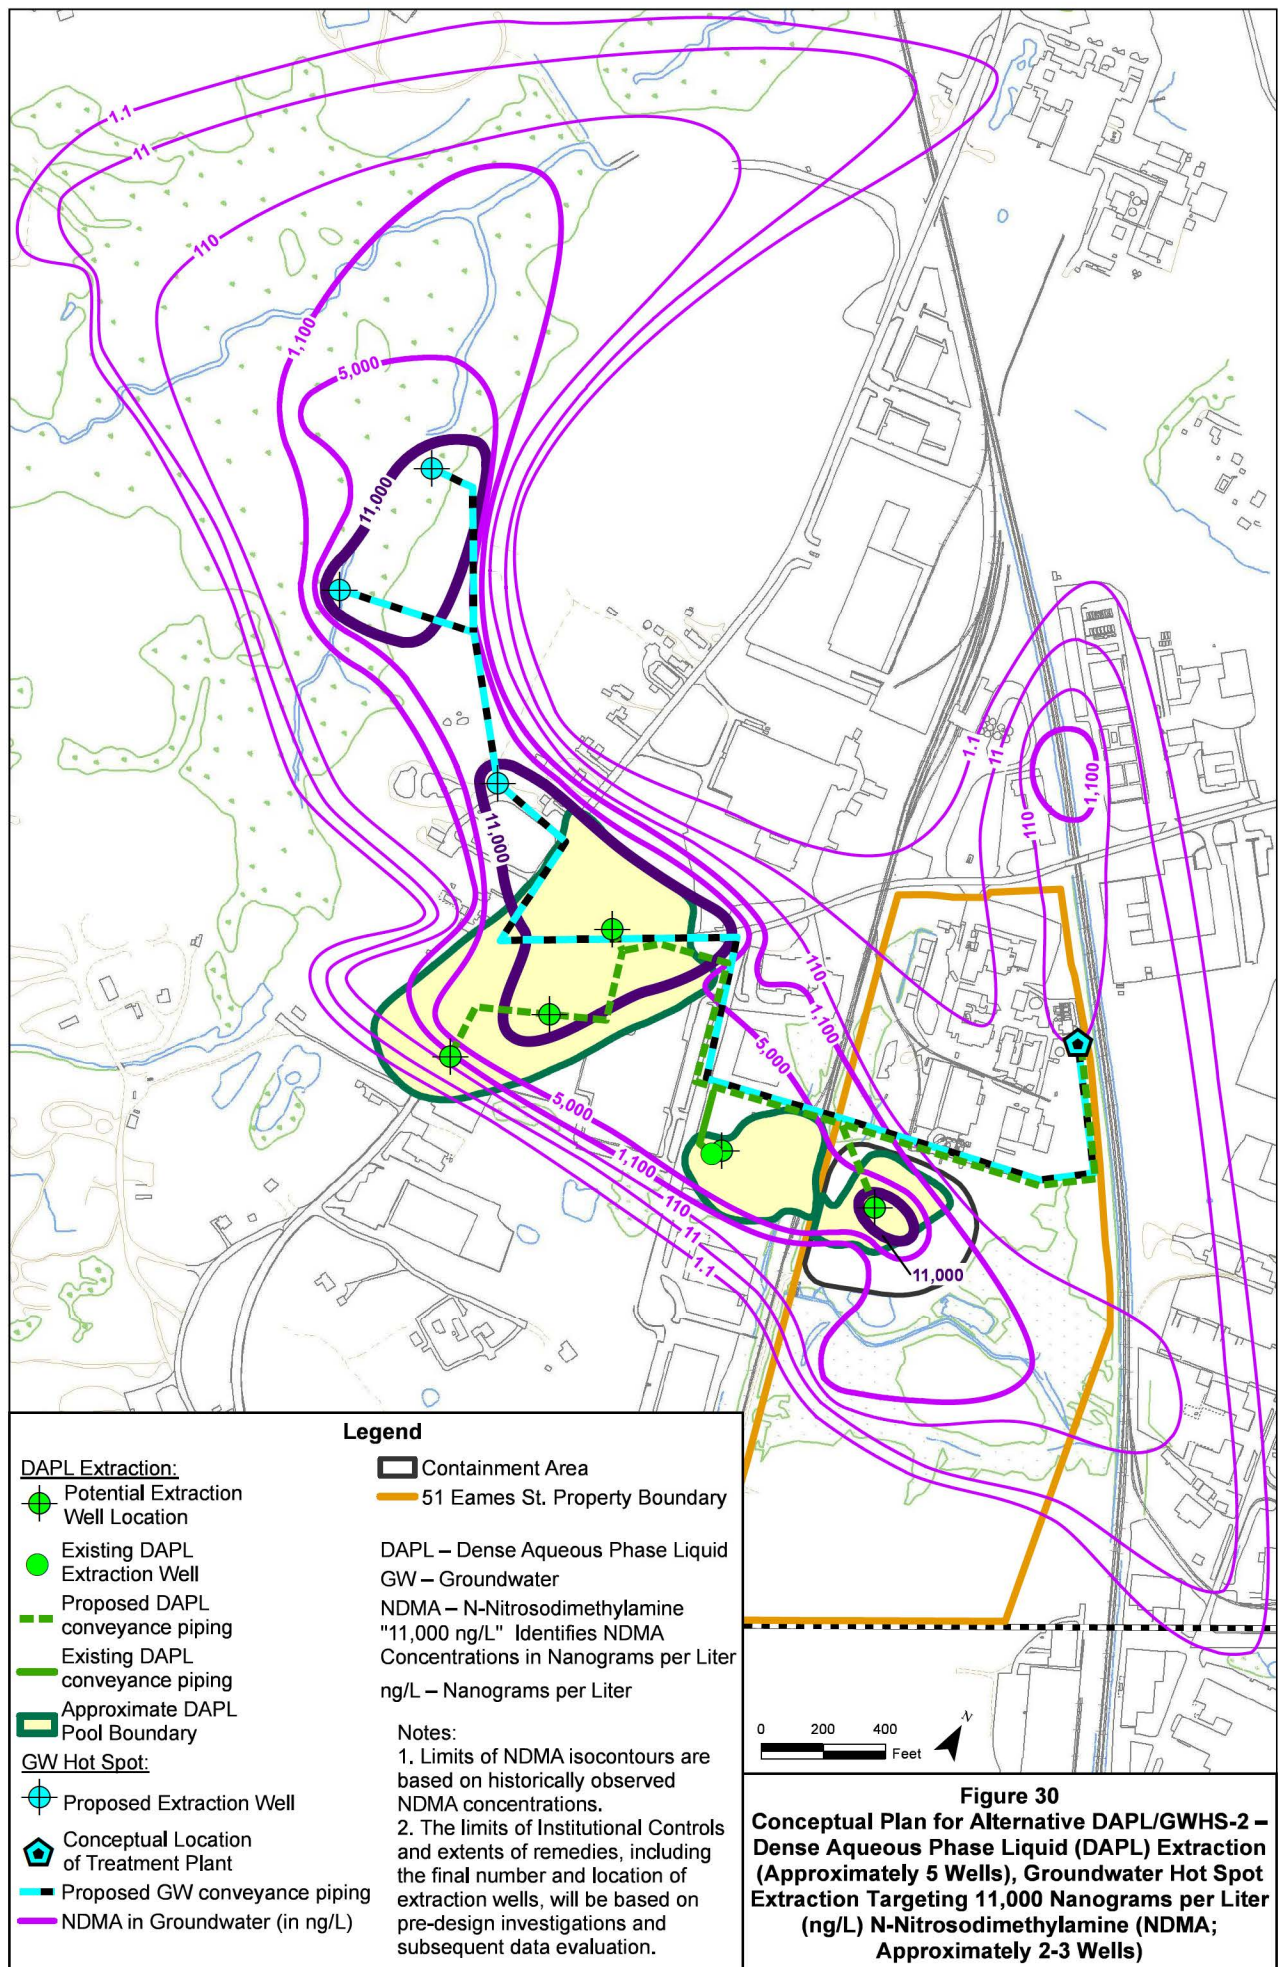 1.1
11
110
1,100
5,000
11,000
11,000
1.1
11
110
1,100
110
1,100
5,000
5,000
1,100
110
11
1.1
11,000
Legend
DAPL Extraction:
Potential Extraction
Well Location
Existing DAPL
Extraction Well
Proposed DAPL
conveyance piping
Existing DAPL
conveyance piping
Approximate DAPL
Pool Boundary
GW Hot Spot:
Proposed Extraction Well
Conceptual Location
of Treatment Plant
Proposed GW conveyance piping
NDMA in Groundwater (in ng/L)
Containment Area
51 Eames St. Property Boundary
DAPL – Dense Aqueous Phase Liquid
GW – Groundwater
NDMA – N-Nitrosodimethylamine
"11,000 ng/L" Identifies NDMA
Concentrations in Nanograms per Liter
ng/L – Nanograms per Liter
Notes:
1. Limits of NDMA isocontours are
based on historically observed
NDMA concentrations.
2. The limits of Institutional Controls
and extents of remedies, including
the final number and location of
extraction wells, will be based on
pre-design investigations and
subsequent data evaluation.
0 200 400
Feet
N
Figure 30
Conceptual Plan for Alternative DAPL/GWHS-2 –
Dense Aqueous Phase Liquid (DAPL) Extraction
(Approximately 5 Wells), Groundwater Hot Spot
Extraction Targeting 11,000 Nanograms per Liter
(ng/L) N-Nitrosodimethylamine (NDMA;
Approximately 2-3 Wells)